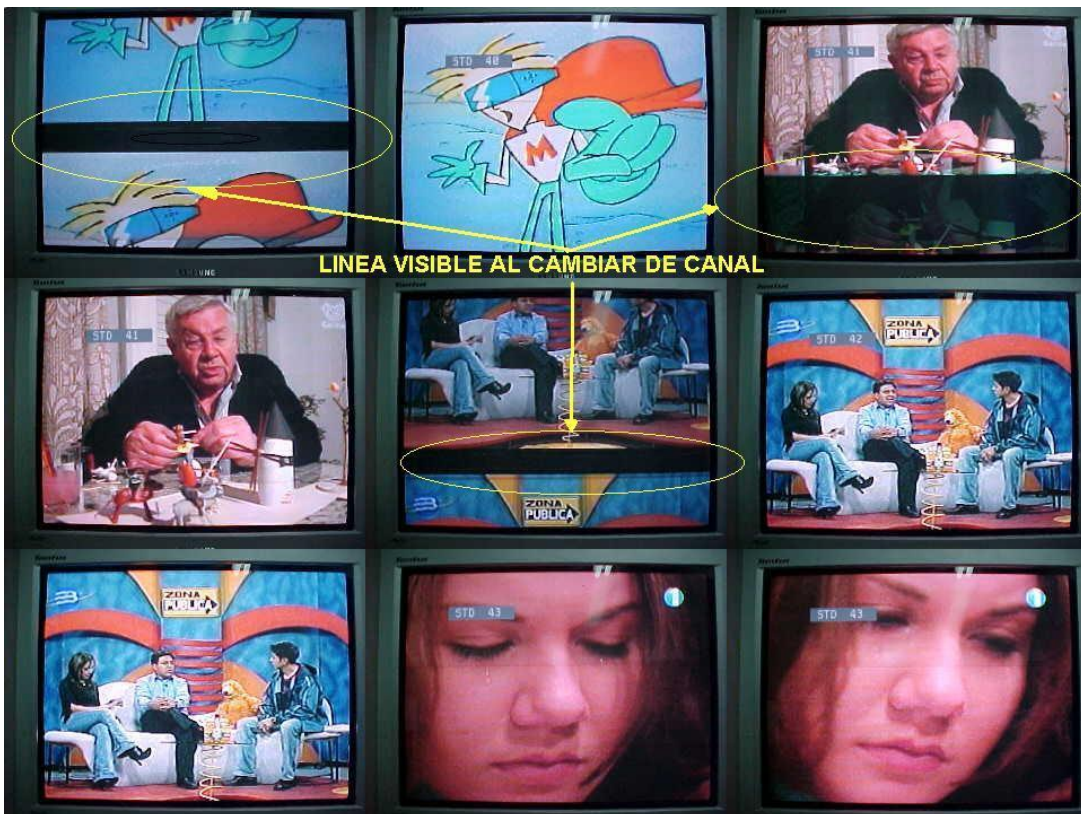 M
M
STD 40
STD 41
LINEA VISIBLE AL CAMBIAR DE CANAL
SAMSUNG
STD 41
ZONA
PUBLICA
STD 42
ZONA
PUBLICA
ZONA
PUBLICA
STD 43
STD 43